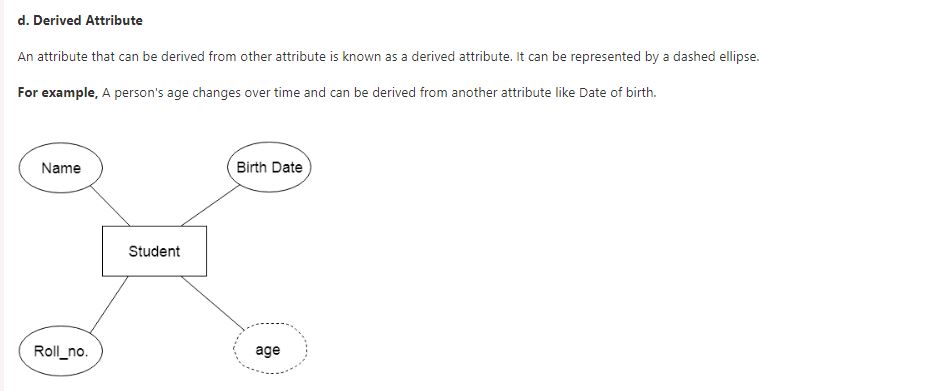 d. Derived Attribute
An attribute that can be derived from other attribute is known as a derived attribute. It can be represented by a dashed ellipse.
For example, A person's age changes over time and can be derived from another attribute like Date of birth.
Name
Birth Date
Student
Roll_no.
age